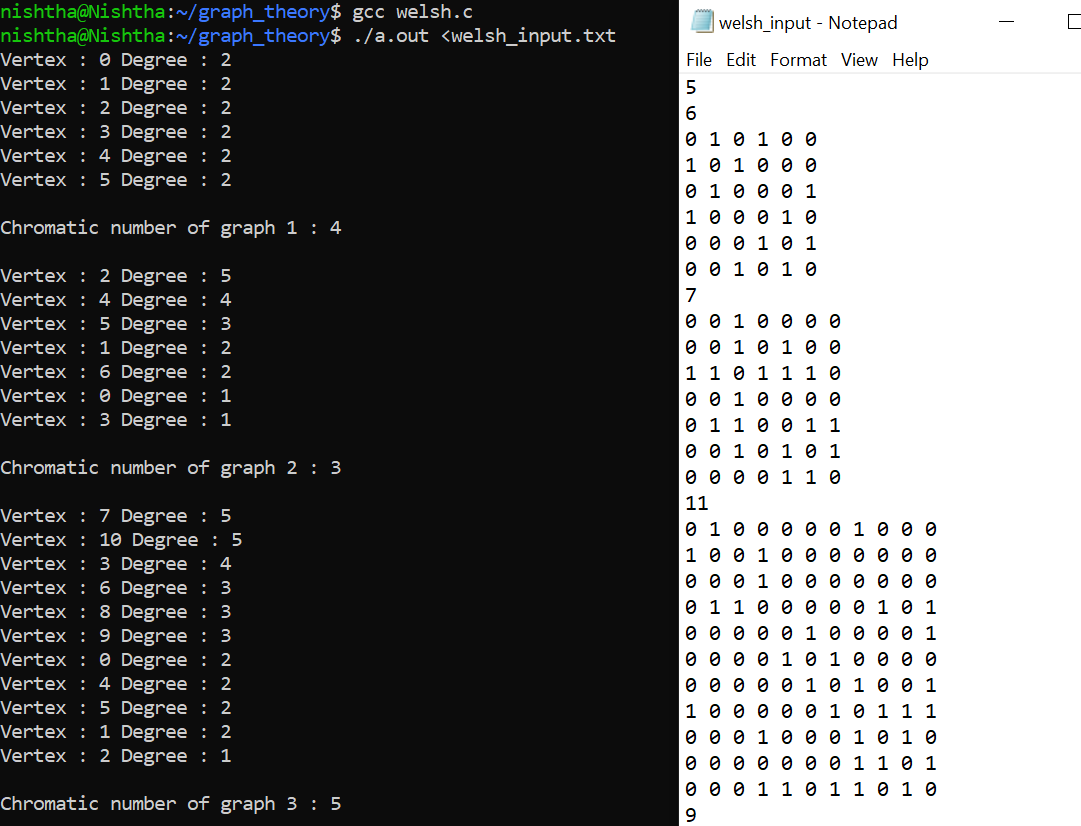 nishtha@Nishtha:~/graph_theory$ gcc welsh.c
nishtha@Nishtha:~/graph_theory$ ./a.out <welsh_input.txt
Vertex : 0 Degree : 2
Vertex : 1 Degree : 2
Vertex : 2 Degree : 2
Vertex : 3 Degree : 2
Vertex : 4 Degree : 2
Vertex : 5 Degree : 2
Chromatic number of graph 1 : 4
Vertex : 2 Degree : 5
Vertex : 4 Degree : 4
Vertex : 5 Degree : 3
Vertex : 1 Degree : 2
Vertex : 6 Degree : 2
Vertex : 0 Degree : 1
Vertex : 3 Degree : 1
Chromatic number of graph 2 : 3
Vertex : 7 Degree : 5
Vertex : 10 Degree : 5
Vertex : 3 Degree : 4
Vertex : 6 Degree : 3
Vertex : 8 Degree : 3
Vertex : 9 Degree : 3
Vertex : 0 Degree : 2
Vertex : 4 Degree : 2
Vertex : 5 Degree : 2
Vertex : 1 Degree : 2
Vertex : 2 Degree : 1
Chromatic number of graph 3 : 5
welsh_input - Notepad
File Edit Format View Help
5
6
0 1 0 1 0 0
1 0 1 0 0 0
0 1 0 0 0 1
1 0 0 0 1 0
0 0 0 1 0 1
0 0 1 0 1 0
7
0 0 1 0 0 0 0
0 0 1 0 1 0 0
1 1 0 1 1 1 0
0 0 1 0 0 0 0
0 1 1 0 0 1 1
0 0 1 0 1 0 1
0 0 0 0 1 1 0
11
0 1 0 0 0 0 0 1 0 0 0
1 0 0 1 0 0 0 0 0 0 0
0 0 0 1 0 0 0 0 0 0 0
0 1 1 0 0 0 0 0 1 0 1
0 0 0 0 0 1 0 0 0 0 1
0 0 0 0 1 0 1 0 0 0 0
0 0 0 0 0 1 0 1 0 0 1
1 0 0 0 0 0 1 0 1 1 1
0 0 0 1 0 0 0 1 0 1 0
0 0 0 0 0 0 0 1 1 0 1
0 0 0 1 1 0 1 1 0 1 0
9